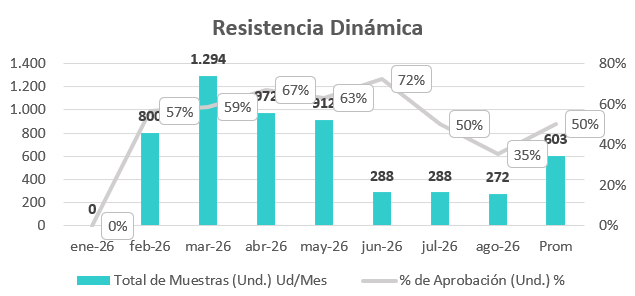 Resistencia Dinámica
1.400
1.200
1.000
800
600
400
200
0
80%
60%
40%
20%
0%
0
800
1.294
972
912
288
288
272
603
0%
57%
59%
67%
63%
72%
50%
35%
50%
ene-26
feb-26
mar-26
abr-26
may-26
jun-26
jul-26
ago-26
Prom
Total de Muestras (Und.) Ud/Mes
% de Aprobación (Und.) %